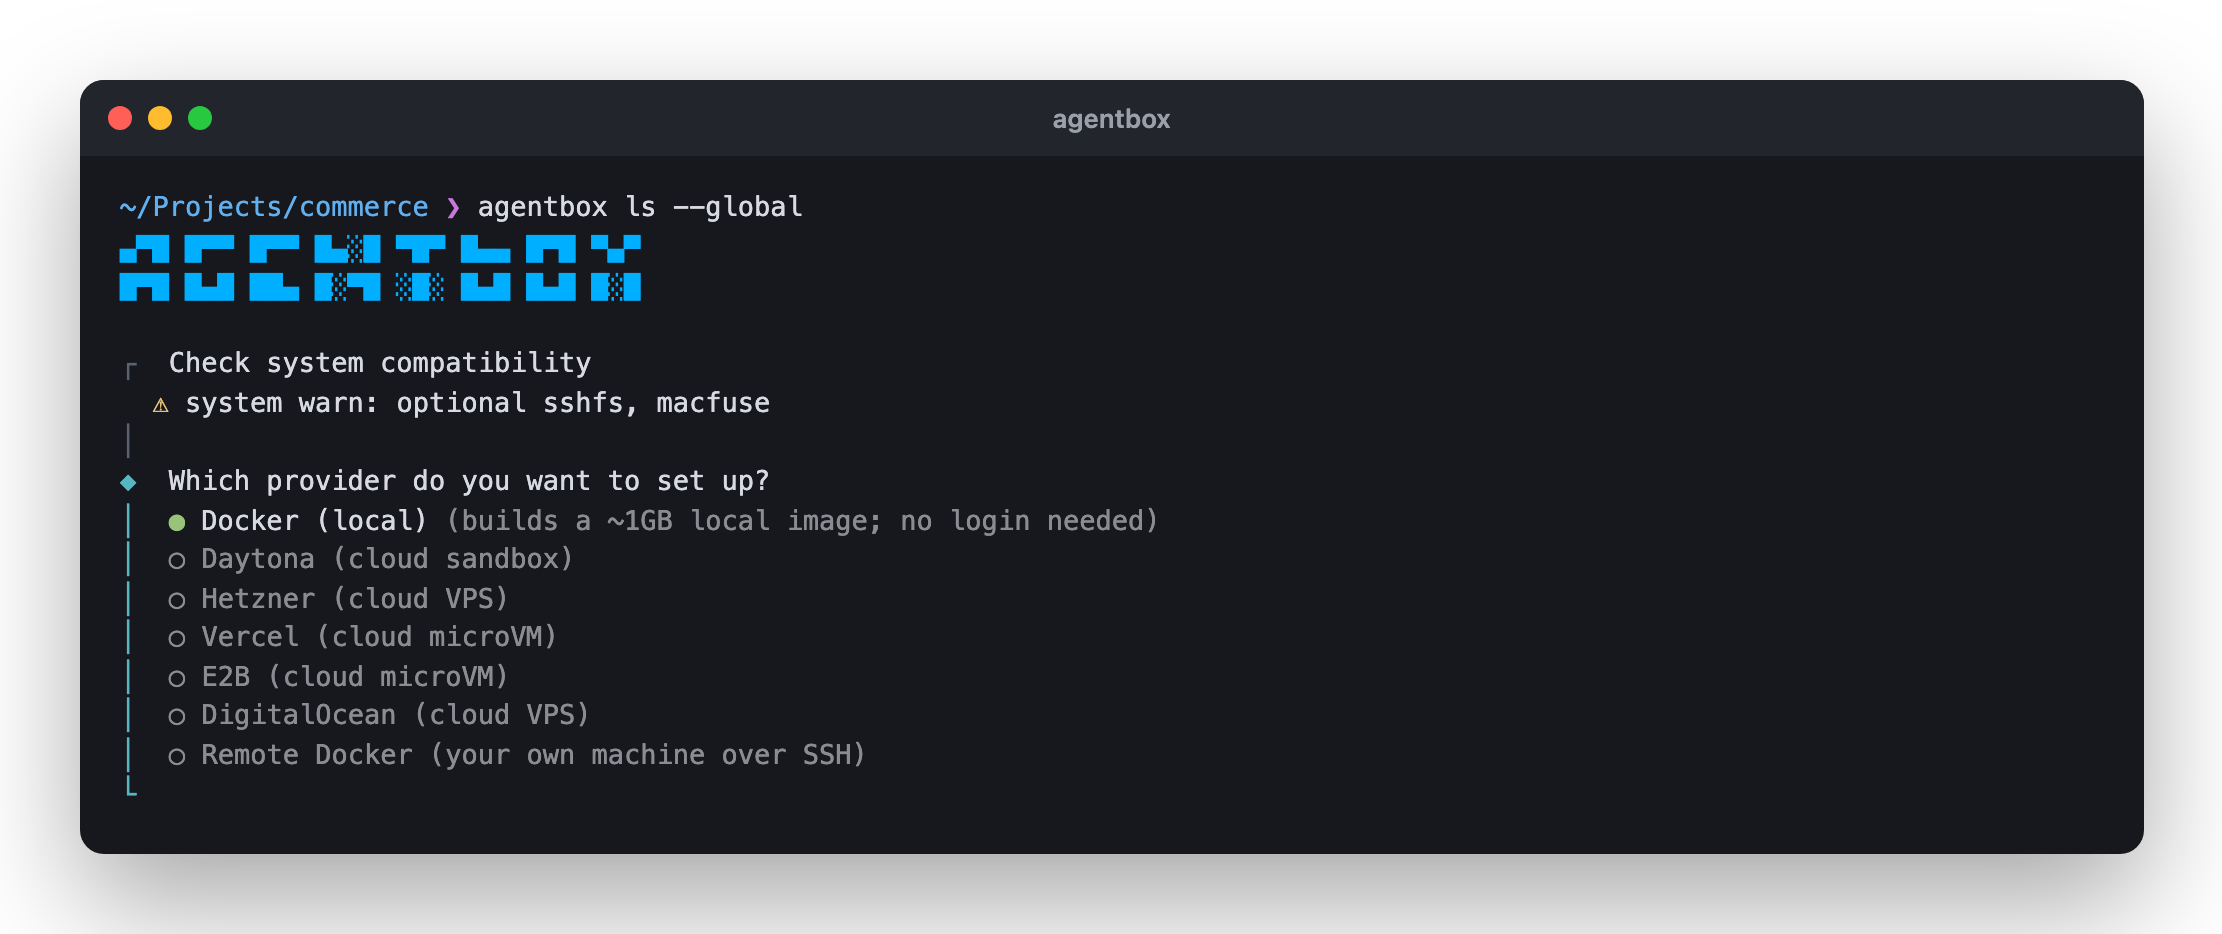 agentbox
~/Projects/commerce ❯ agentbox ls --global
AGENTBOX
Check system compatibility
⚠ system warn: optional sshfs, macfuse
◆ Which provider do you want to set up?
● Docker (local) (builds a ~1GB local image; no login needed)
○ Daytona (cloud sandbox)
○ Hetzner (cloud VPS)
○ Vercel (cloud microVM)
○ E2B (cloud microVM)
○ DigitalOcean (cloud VPS)
○ Remote Docker (your own machine over SSH)